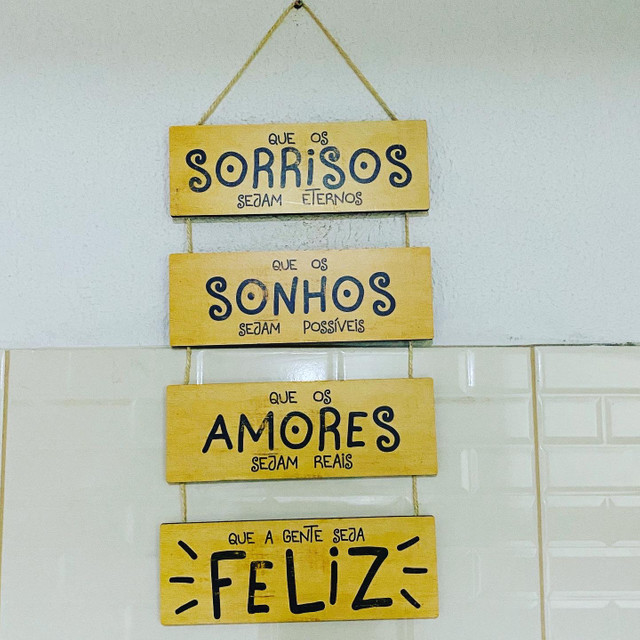 QUE OS
SORRiSOS
SEJAM ETERNOS
QUE OS
SONHOS
SEJAM POSSÍVEIS
QUE OS
AMORES
SEJAM REAIS
QUE A GENTE SEJA
FELiZ